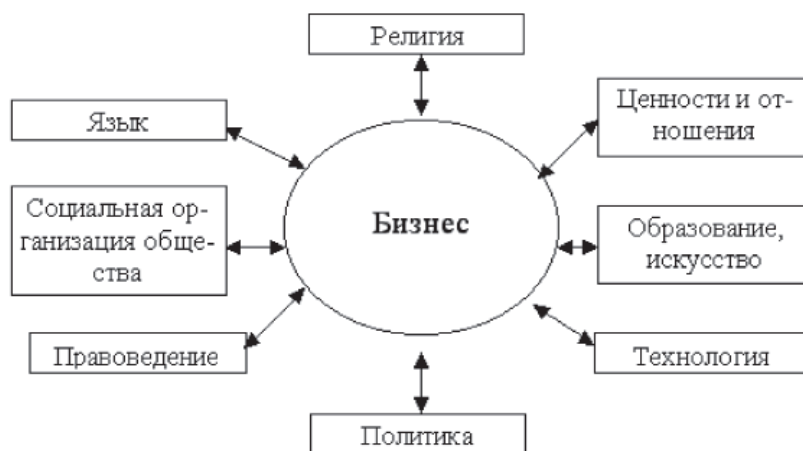 Религия
Ценности и от-
ношения
Язык
Социальная ор-
ганизация обще-
ства
Бизнес
Образование,
искусство
Правоведение
Технология
Политика